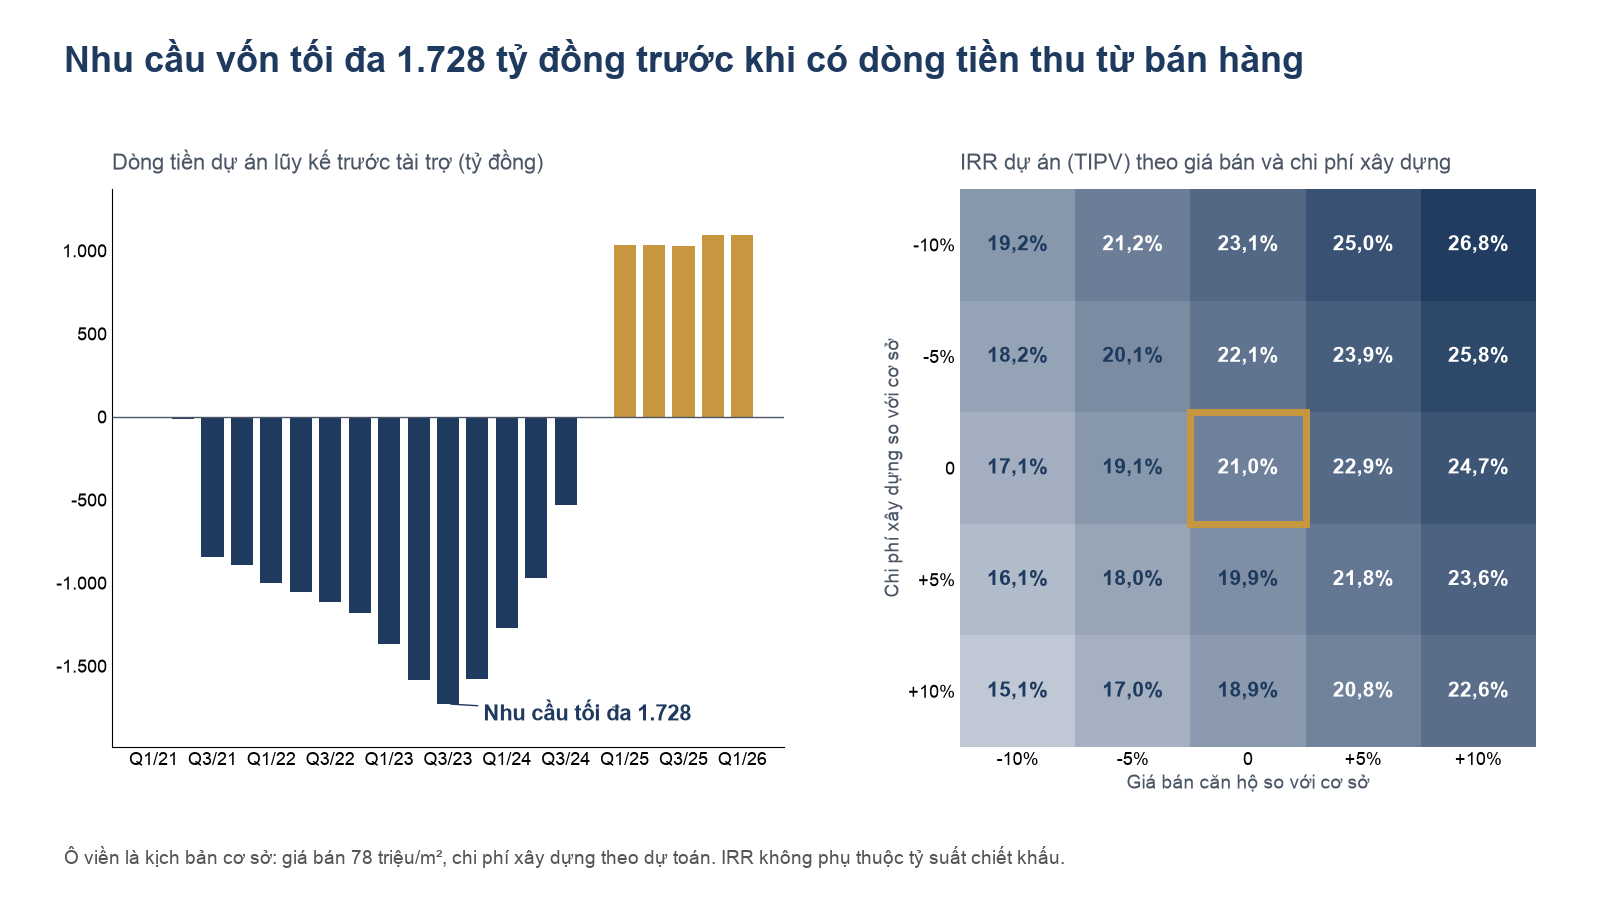 Nhu cầu vốn tối đa 1.728 tỷ đồng trước khi có dòng tiền thu từ bán hàng
Dòng tiền dự án lũy kế trước tài trợ (tỷ đồng)
1.000
500
0
-500
-1.000
-1.500
Nhu cầu tối đa 1.728
Q1/21 Q3/21 Q1/22 Q3/22 Q1/23 Q3/23 Q1/24 Q3/24 Q1/25 Q3/25 Q1/26
IRR dự án (TIPV) theo giá bán và chi phí xây dựng
Chi phí xây dựng so với cơ sở
-10% 19,2% 21,2% 23,1% 25,0% 26,8%
-5% 18,2% 20,1% 22,1% 23,9% 25,8%
0 17,1% 19,1% 21,0% 22,9% 24,7%
+5% 16,1% 18,0% 19,9% 21,8% 23,6%
+10% 15,1% 17,0% 18,9% 20,8% 22,6%
-10% -5% 0 +5% +10%
Giá bán căn hộ so với cơ sở
Ô viền là kịch bản cơ sở: giá bán 78 triệu/m², chi phí xây dựng theo dự toán. IRR không phụ thuộc tỷ suất chiết khấu.